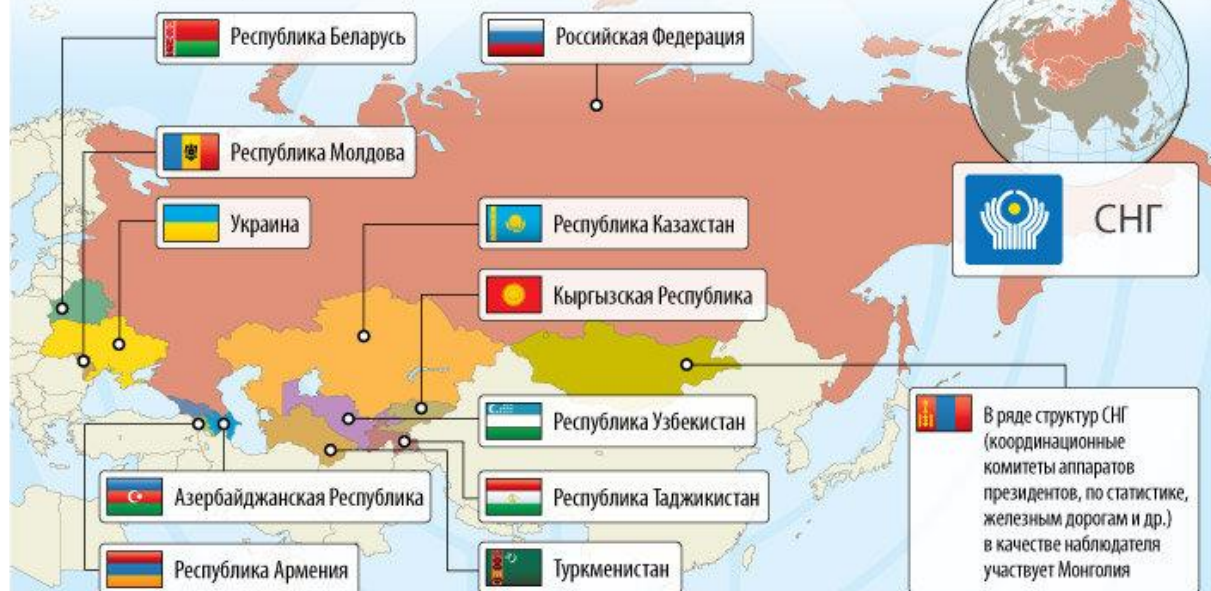 Республика Беларусь
Российская Федерация
Республика Молдова
Украина
Республика Казахстан
СНГ
Кыргызская Республика
Республика Узбекистан
Азербайджанская Республика
Республика Таджикистан
Республика Армения
Туркменистан
В ряде структур СНГ
(координационные
комитеты аппаратов
президентов, по статистике,
железным дорогам и др.)
в качестве наблюдателя
участвует Монголия